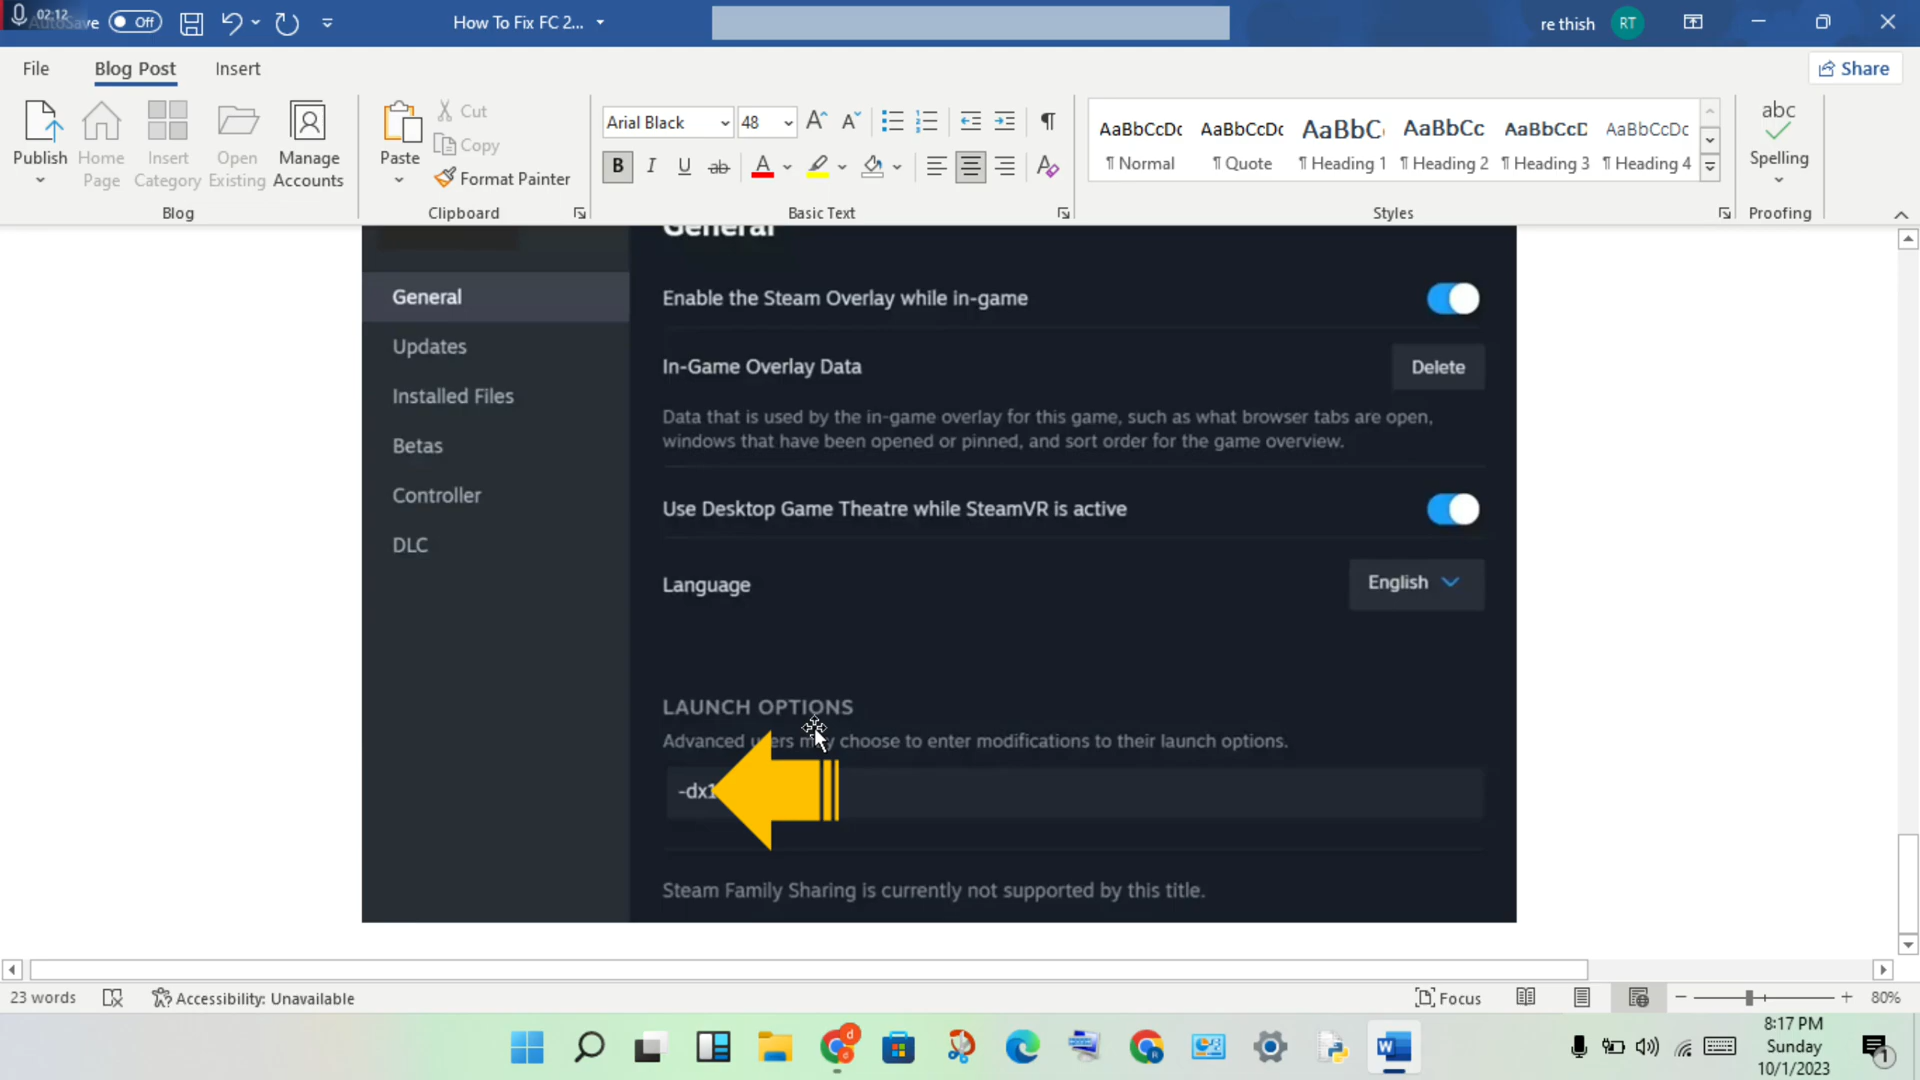 02:12
AutoSave Off
How To Fix FC 2...
re thish
RT
File Blog Post Insert
Share
Publish
Home Page
Insert Category
Open Existing
Manage Accounts
Blog
Paste
Cut
Copy
Format Painter
Clipboard
Arial Black 48
B I U ab
Basic Text
AaBbCcDc AaBbCcDc AaBbC AaBbCc AaBbCcD AaBbCcDc
¶ Normal ¶ Quote ¶ Heading 1 ¶ Heading 2 ¶ Heading 3 ¶ Heading 4
Styles
abc
Spelling
Proofing
General
General
Updates
Installed Files
Betas
Controller
DLC
Enable the Steam Overlay while in-game
In-Game Overlay Data
Delete
Data that is used by the in-game overlay for this game, such as what browser tabs are open,
windows that have been opened or pinned, and sort order for the game overview.
Use Desktop Game Theatre while SteamVR is active
Language
English
LAUNCH OPTIONS
Advanced users may choose to enter modifications to their launch options.
-dx1
Steam Family Sharing is currently not supported by this title.
23 words
Accessibility: Unavailable
Focus
80%
8:17 PM
Sunday
10/1/2023
1